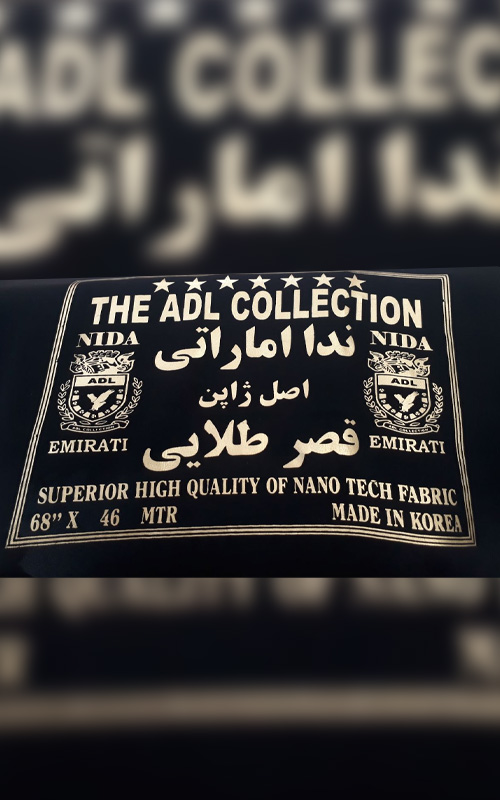 THE ADL COLLECTION
NIDA ندا اماراتی NIDA
ADL اصل ژاپن ADL
EMIRATI قصر طلایی EMIRATI
SUPERIOR HIGH QUALITY OF NANO TECH FABRIC
68” X 46 MTR MADE IN KOREA